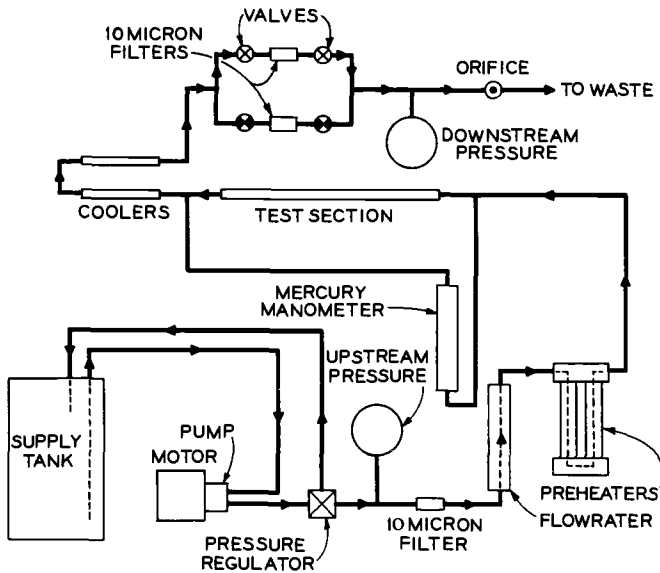 VALVES
10 MICRON
FILTERS
ORIFICE
TO WASTE
DOWNSTREAM
PRESSURE
COOLERS
TEST SECTION
MERCURY
MANOMETER
UPSTREAM
PRESSURE
SUPPLY
TANK
PUMP
MOTOR
PREHEATERS
FLOWRATER
10 MICRON
FILTER
PRESSURE
REGULATOR